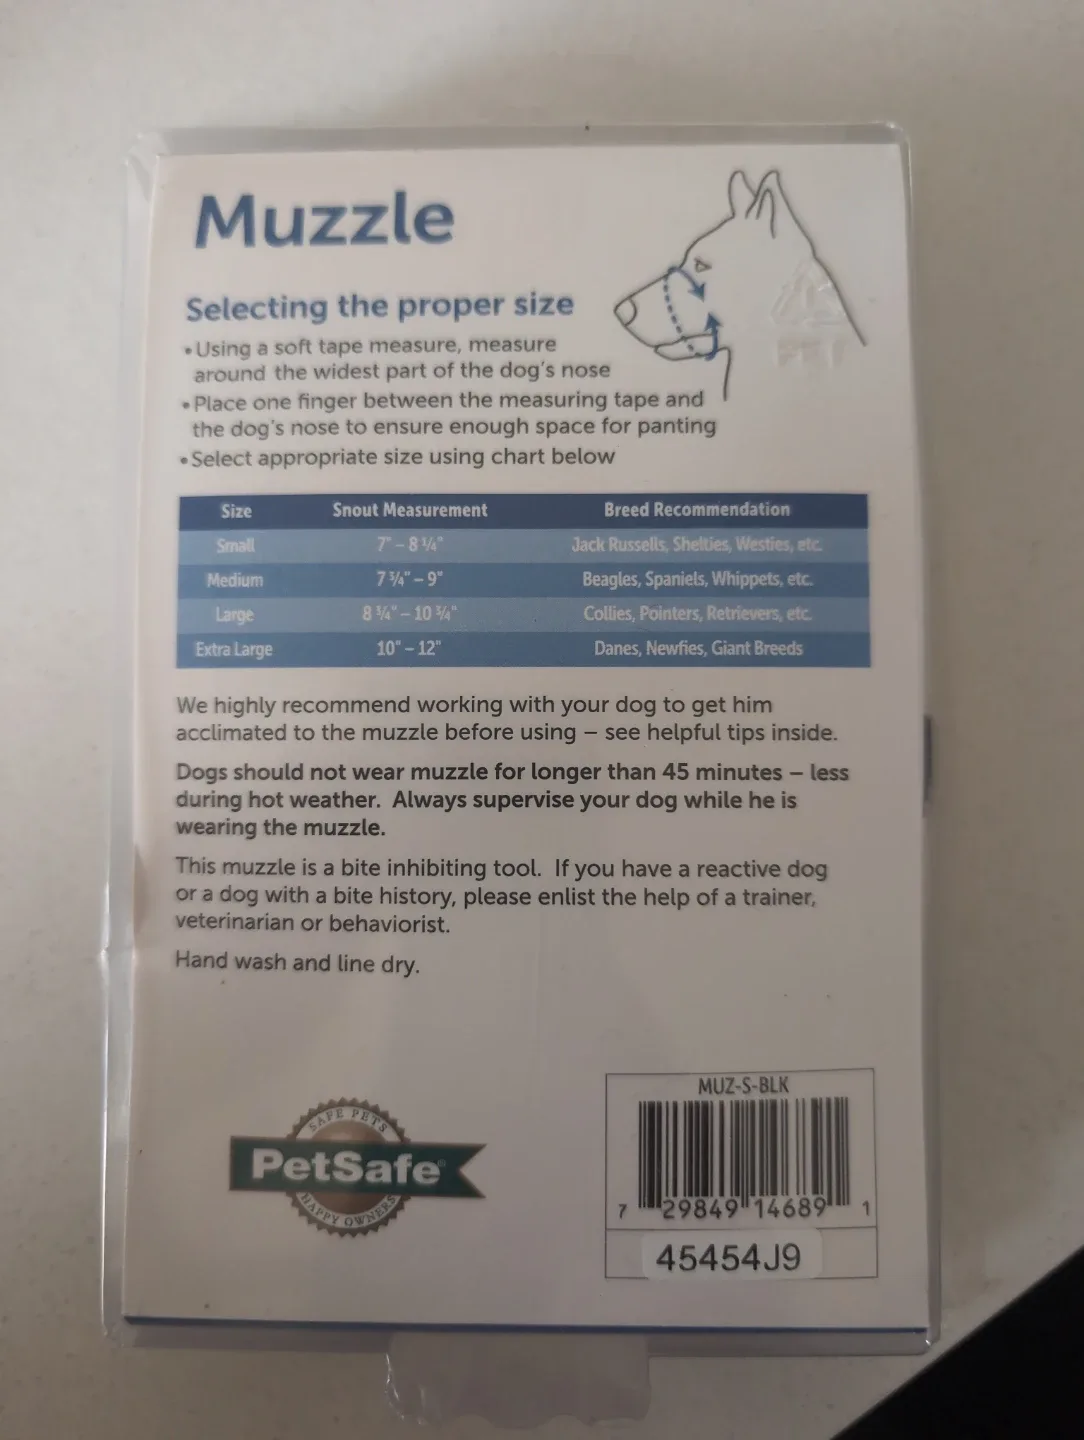 Muzzle
Selecting the proper size
• Using a soft tape measure, measure
around the widest part of the dog's nose
• Place one finger between the measuring tape and
the dog's nose to ensure enough space for panting
• Select appropriate size using chart below
Size Snout Measurement Breed Recommendation
Small 7" – 8 ¼" Jack Russells, Shelties, Westies, etc.
Medium 7 ¾" – 9" Beagles, Spaniels, Whippets, etc.
Large 8 ¾" – 10 ¾" Collies, Pointers, Retrievers, etc.
Extra Large 10" – 12" Danes, Newfies, Giant Breeds
We highly recommend working with your dog to get him
acclimated to the muzzle before using – see helpful tips inside.
Dogs should not wear muzzle for longer than 45 minutes – less
during hot weather. Always supervise your dog while he is
wearing the muzzle.
This muzzle is a bite inhibiting tool. If you have a reactive dog
or a dog with a bite history, please enlist the help of a trainer,
veterinarian or behaviorist.
Hand wash and line dry.
SAFE PETS
PetSafe®
HAPPY OWNERS
MUZ-S-BLK
7 29849 14689 1
45454J9